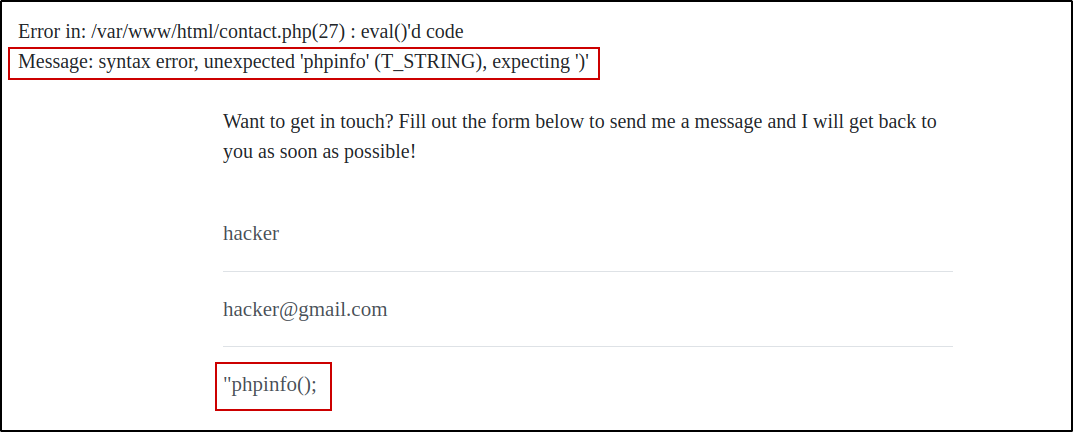 Error in: /var/www/html/contact.php(27) : eval()'d code
Message: syntax error, unexpected 'phpinfo' (T_STRING), expecting ')'
Want to get in touch? Fill out the form below to send me a message and I will get back to
you as soon as possible!
hacker
hacker@gmail.com
"phpinfo();